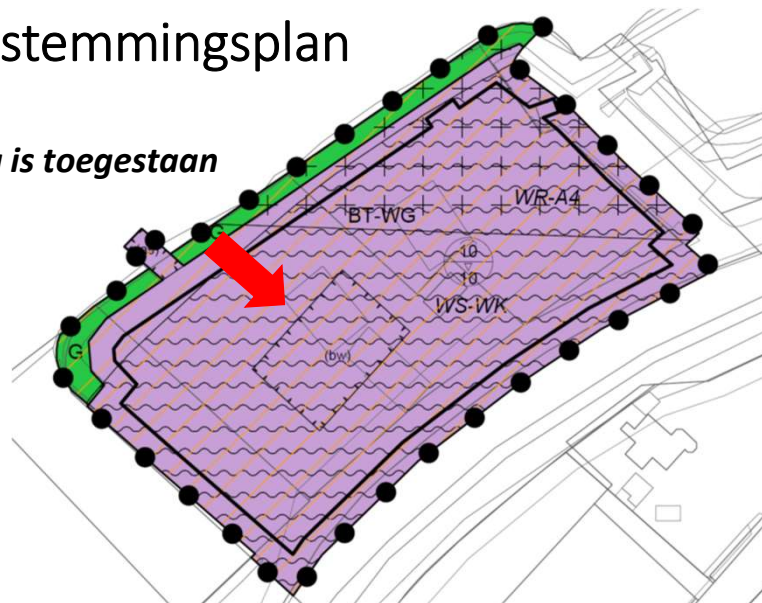 stemmingsplan
is toegestaan
WR-A4
BT-WG
G
10
10
WS-WK
G
(bw)